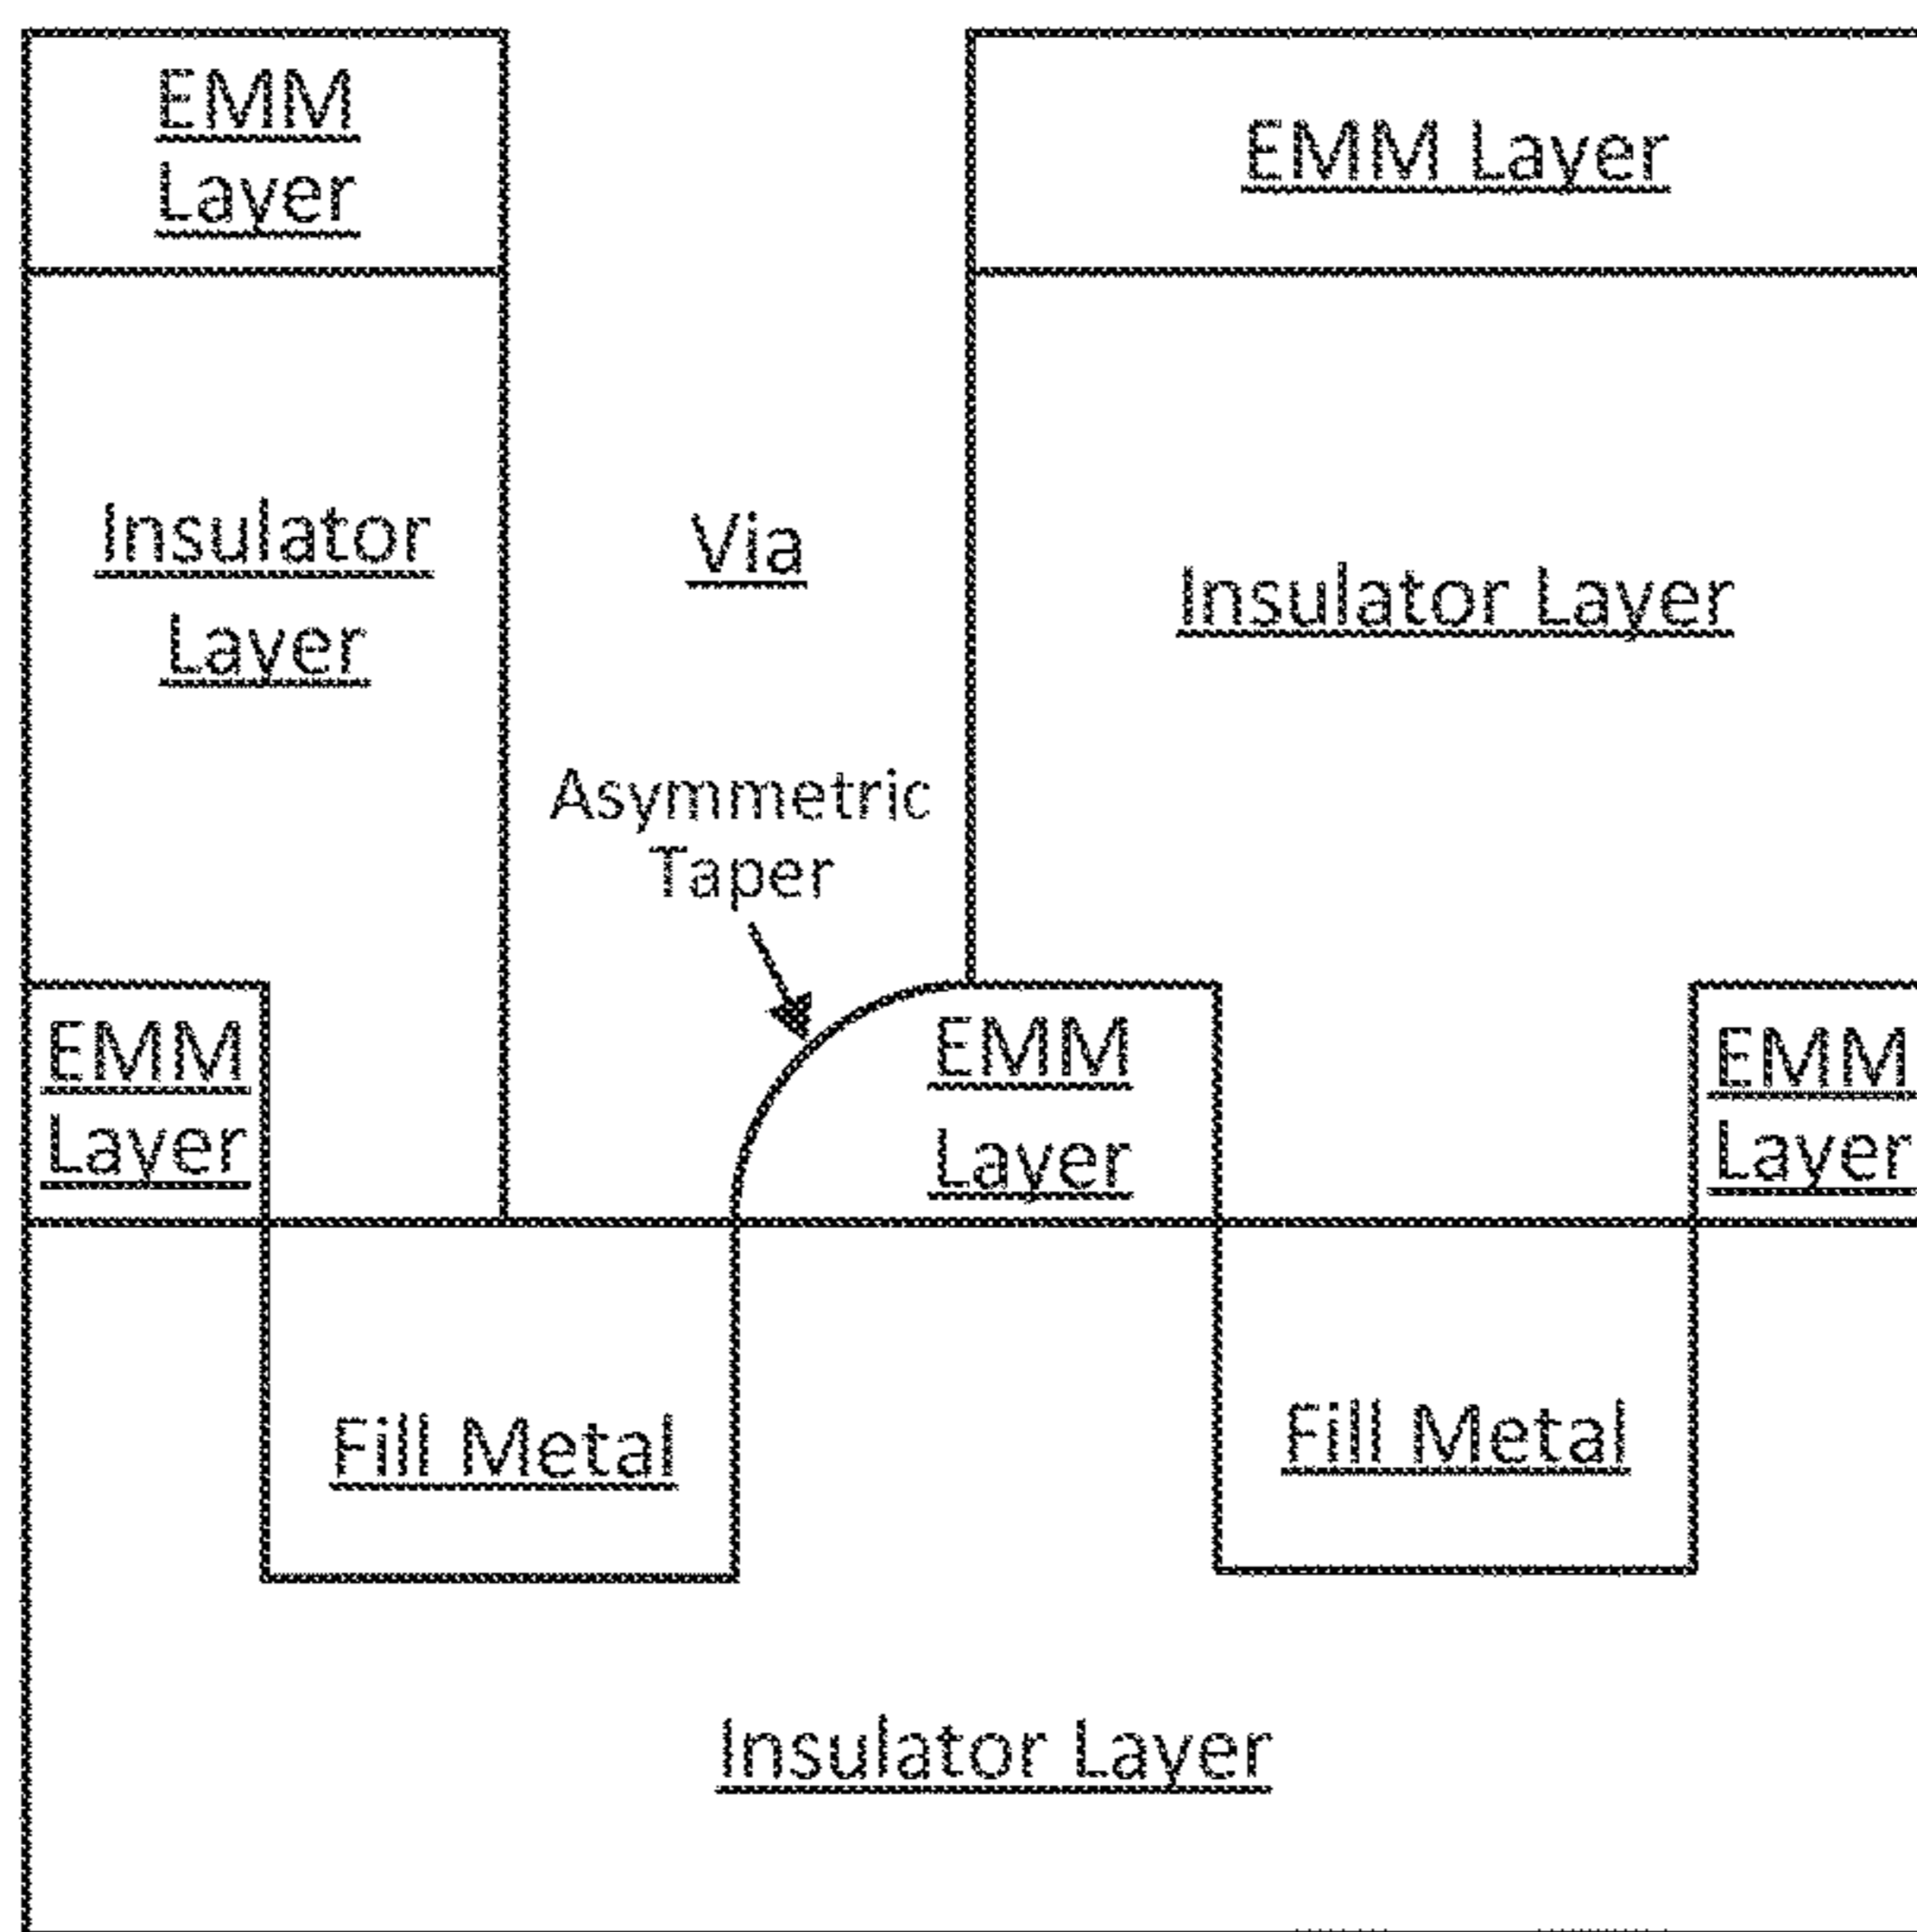 EMM
Layer
EMM Layer
Insulator
Layer
Via
Insulator Layer
Asymmetric
Taper
EMM
Layer
EMM
Layer
EMM
Layer
Fill Metal
Fill Metal
Insulator Layer